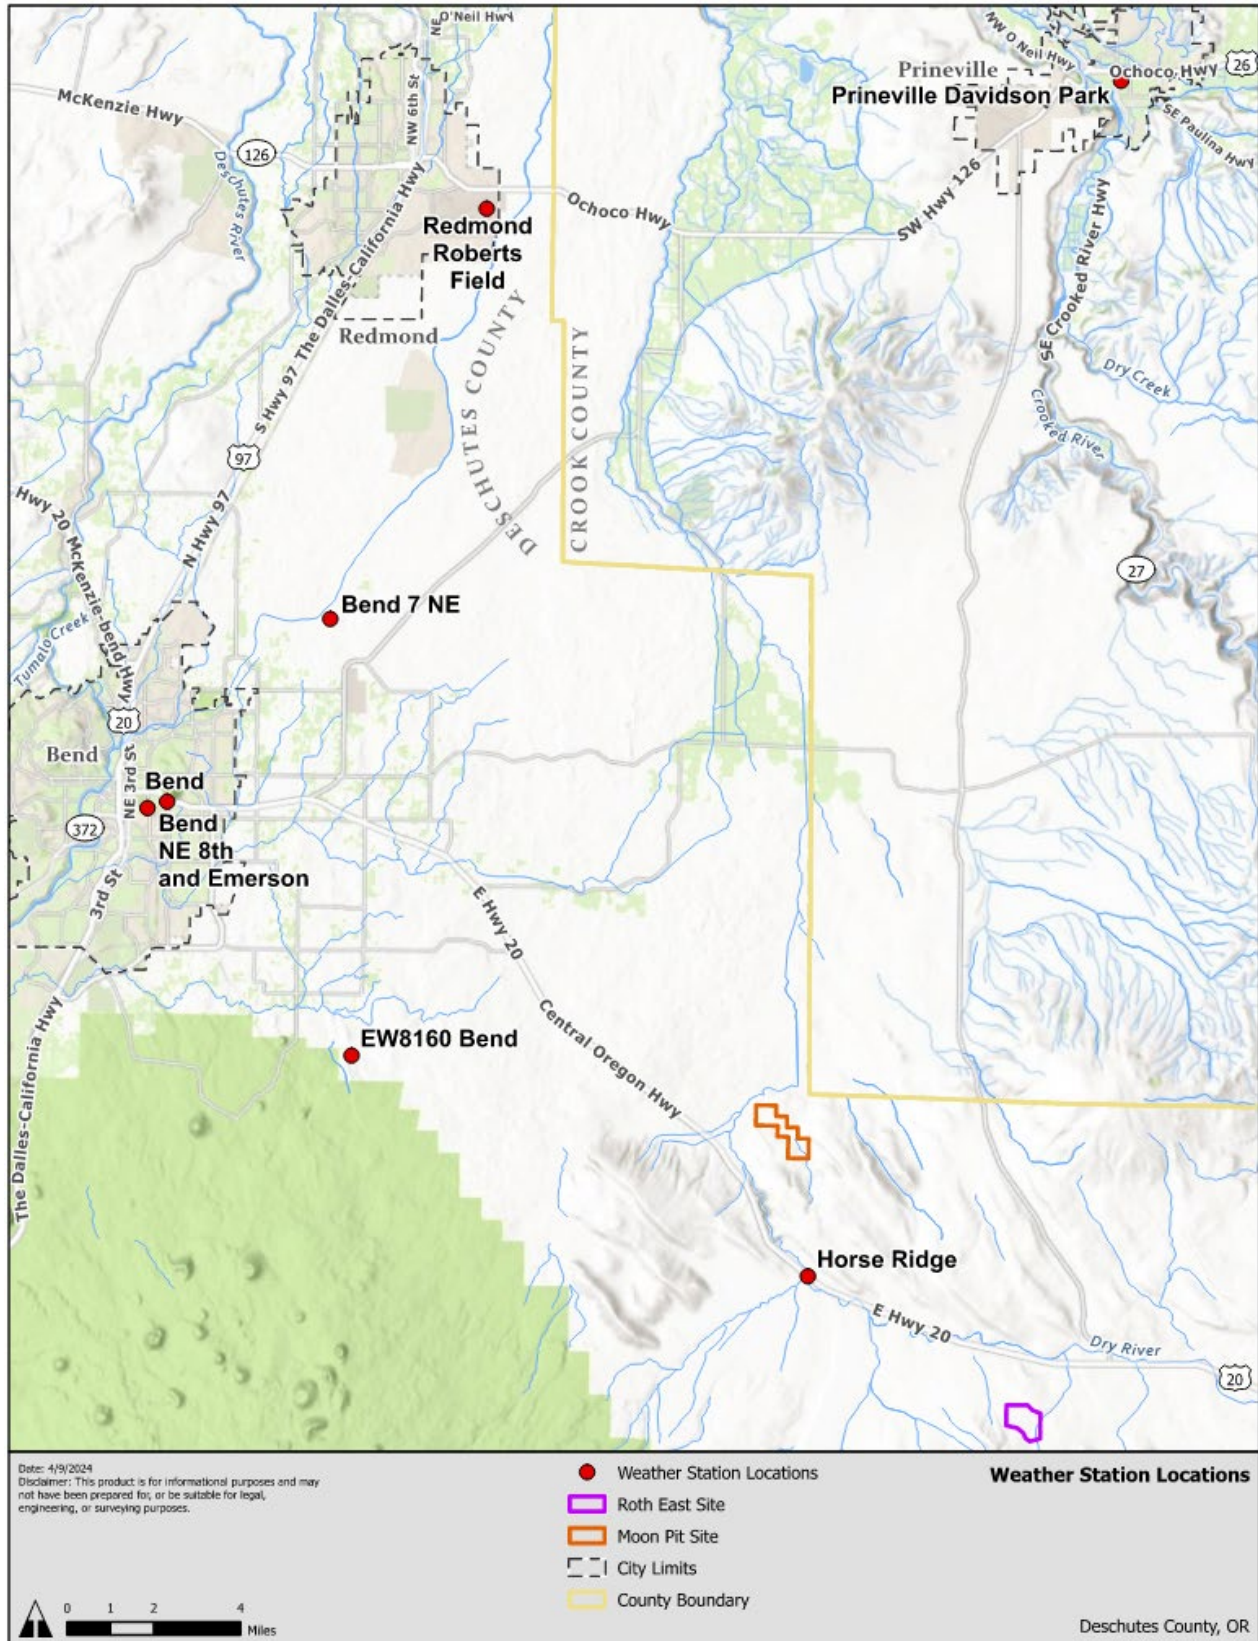 NE
O'Neil Hwy
NW O Neil Hwy
26
Prineville
Ochoco Hwy
Prineville Davidson Park
McKenzie Hwy
NW 6th St
SE Paulina Hwy
126
Deschutes River
Ochoco Hwy
SW Hwy 126
Redmond
Roberts
Field
S Hwy 97 The Dalles-California Hwy
SE Crooked River Hwy
Redmond
DESCHUTES COUNTY
CROOK COUNTY
Dry Creek
Crooked River
97
Hwy 20 McKenzie-bend Hwy
N Hwy 97
27
Bend 7 NE
Tumalo Creek
20
Bend
NE 3rd St
Bend
372
Bend
NE 8th
and Emerson
3rd St
E Hwy 20
Central Oregon Hwy
The Dalles-California Hwy
EW8160 Bend
Horse Ridge
E Hwy 20
Dry River
20
Date: 4/9/2024
Disclaimer: This product is for informational purposes and may
not have been prepared for, or be suitable for legal,
engineering, or surveying purposes.
Weather Station Locations
Roth East Site
Moon Pit Site
City Limits
County Boundary
Weather Station Locations
0 1 2 4
Miles
Deschutes County, OR